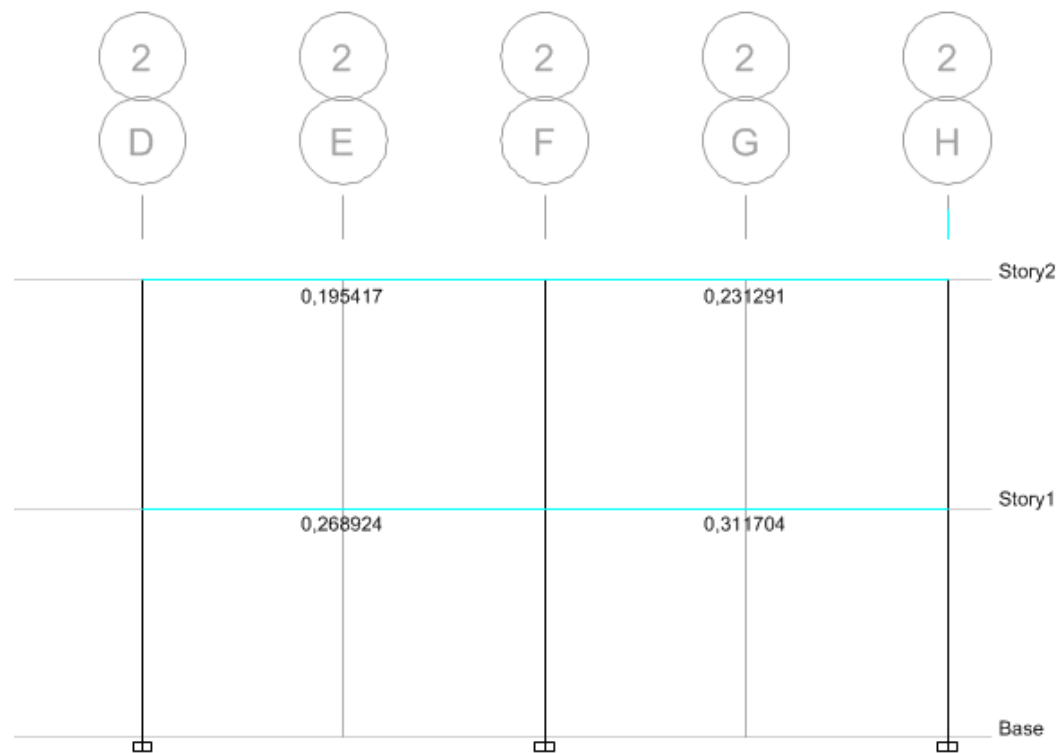 2 2 2 2 2
D E F G H
Story2
0,195417 0,231291
Story1
0,268924 0,311704
Base